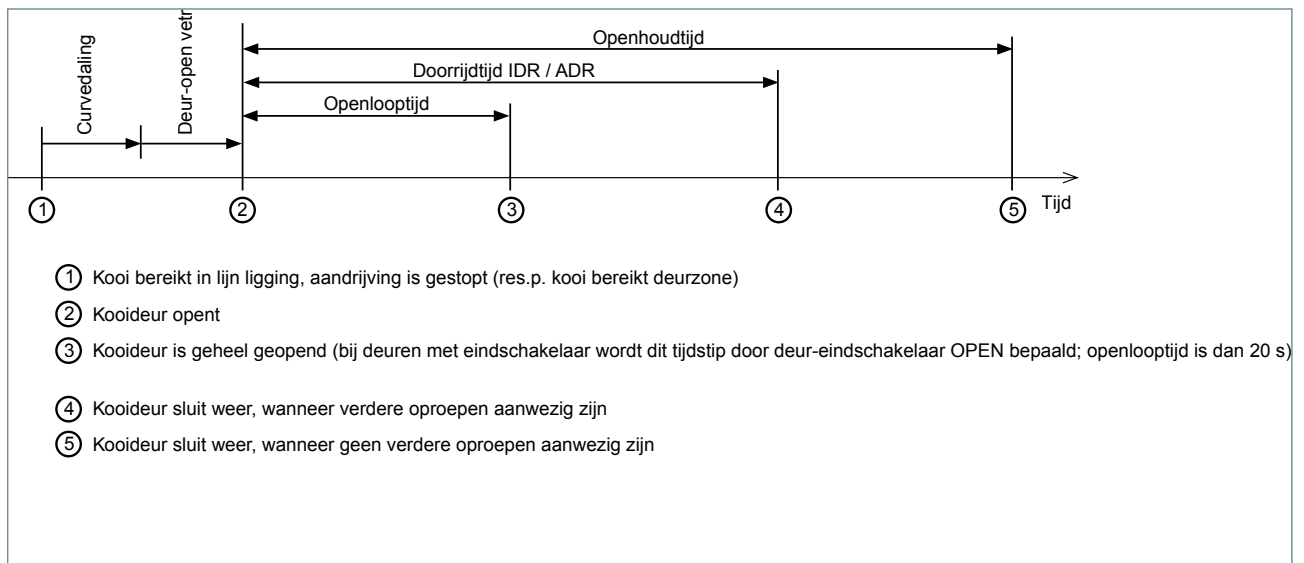 Openhoudtijd
Doorrijdtijd IDR / ADR
Openlooptijd
Curvedaling
Deur-open vetr
1
2
3
4
5
Tijd
1 Kooi bereikt in lijn ligging, aandrijving is gestopt (res.p. kooi bereikt deurzone)
2 Kooideur opent
3 Kooideur is geheel geopend (bij deuren met eindschakelaar wordt dit tijdstip door deur-eindschakelaar OPEN bepaald; openlooptijd is dan 20 s)
4 Kooideur sluit weer, wanneer verdere oproepen aanwezig zijn
5 Kooideur sluit weer, wanneer geen verdere oproepen aanwezig zijn